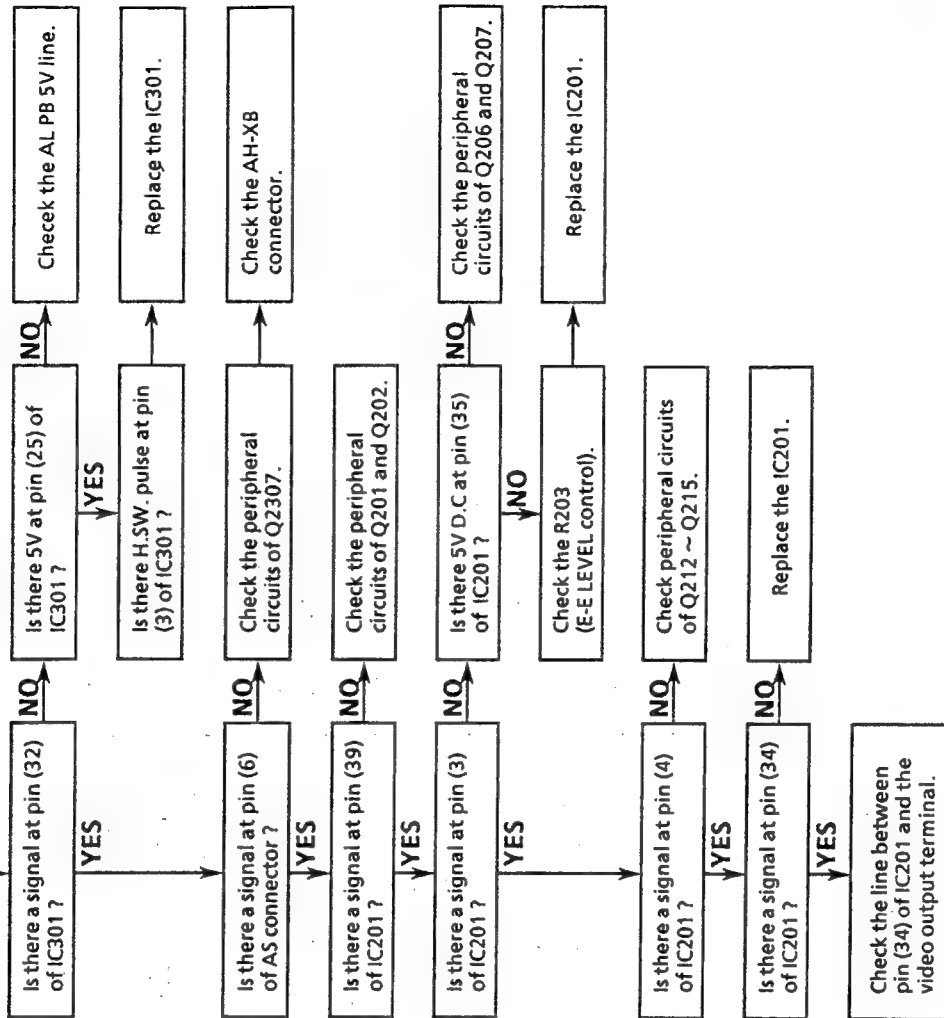 Is there a signal at pin (32)
of IC301 ?
NO
Is there 5V at pin (25) of
IC301 ?
NO
Checek the AL PB 5V line.
YES
Is there H.SW. pulse at pin
(3) of IC301 ?
Replace the IC301.
YES
Is there a signal at pin (6)
of AS connector ?
NO
Check the peripheral
circuits of Q2307.
Check the AH-XB
connector.
YES
Is there a signal at pin (39)
of IC201 ?
NO
Check the peripheral
circuits of Q201 and Q202.
YES
Is there a signal at pin (3)
of IC201 ?
NO
Is there 5V D.C at pin (35)
of IC201 ?
NO
Check the peripheral
circuits of Q206 and Q207.
NO
Check the R203
(E-E LEVEL control).
Replace the IC201.
YES
Is there a signal at pin (4)
of IC201 ?
NO
Check peripheral circuits
of Q212 ~ Q215.
YES
Is there a signal at pin (34)
of IC201 ?
NO
Replace the IC201.
YES
Check the line between
pin (34) of IC201 and the
video output terminal.